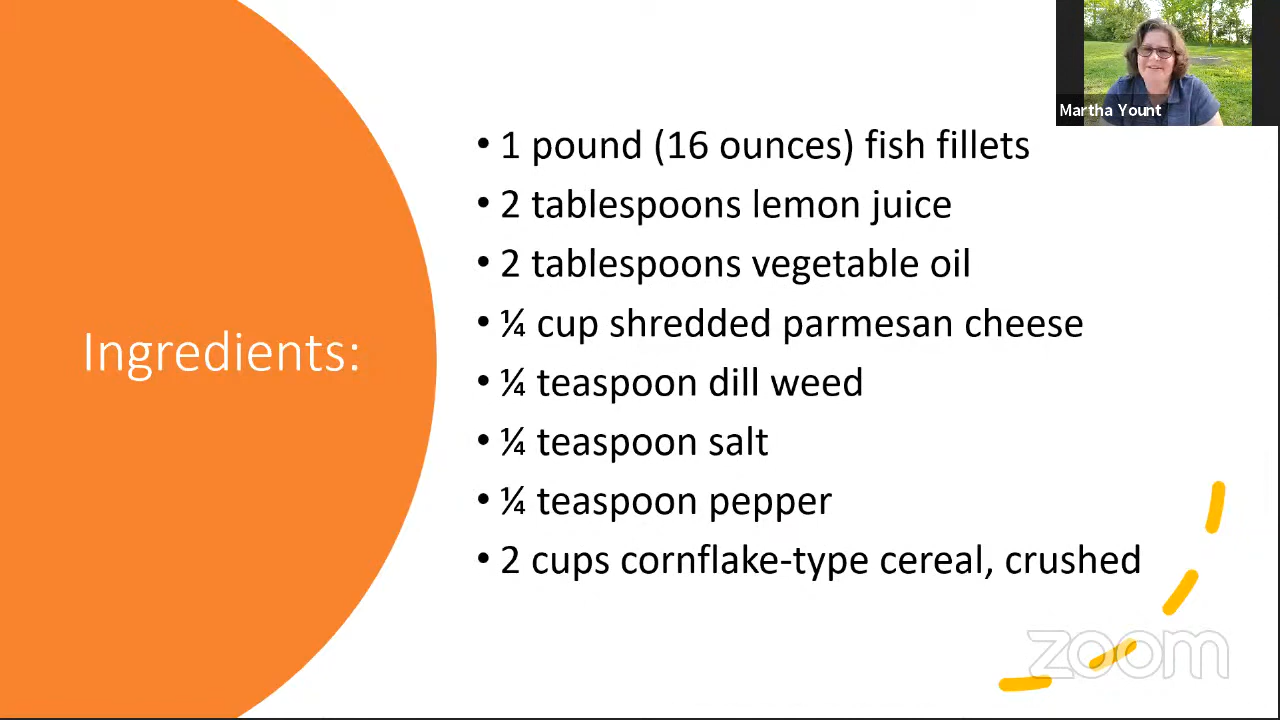 Martha Yount
Ingredients:
• 1 pound (16 ounces) fish fillets
• 2 tablespoons lemon juice
• 2 tablespoons vegetable oil
• ¼ cup shredded parmesan cheese
• ¼ teaspoon dill weed
• ¼ teaspoon salt
• ¼ teaspoon pepper
• 2 cups cornflake-type cereal, crushed
zoom